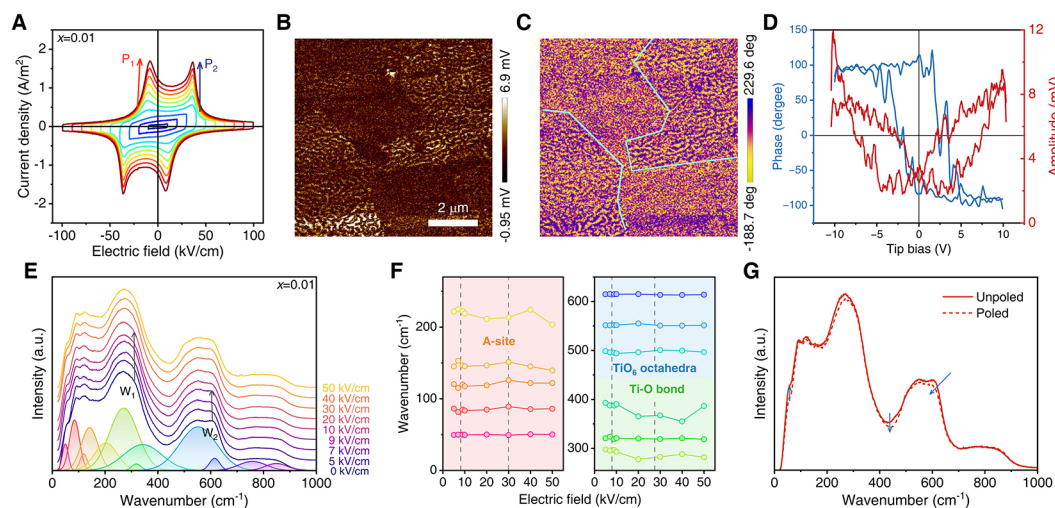 A
x=0.01
P1
P2
Current density (A/m2)
2
1
0
-1
-2
-100
-50
0
50
100
Electric field (kV/cm)
B
2 μm
6.9 mV
-0.95 mV
C
229.6 deg
-188.7 deg
D
Phase (dergee)
150
100
50
0
-50
-100
-10
-5
0
5
10
Tip bias (V)
12
8
4
0
Amplitude (mV)
E
x=0.01
Intensity (a.u.)
W1
W2
50 kV/cm
40 kV/cm
30 kV/cm
20 kV/cm
10 kV/cm
9 kV/cm
7 kV/cm
5 kV/cm
0 kV/cm
0
200
400
600
800
1000
Wavenumber (cm-1)
F
Wavenumber (cm-1)
200
100
0
A-site
0 10 20 30 40 50
600
500
400
300
TiO6 octahedra
Ti-O bond
0 10 20 30 40 50
Electric field (kV/cm)
G
Intensity (a.u.)
Unpoled
Poled
0
200
400
600
800
1000
Wavenumber (cm-1)